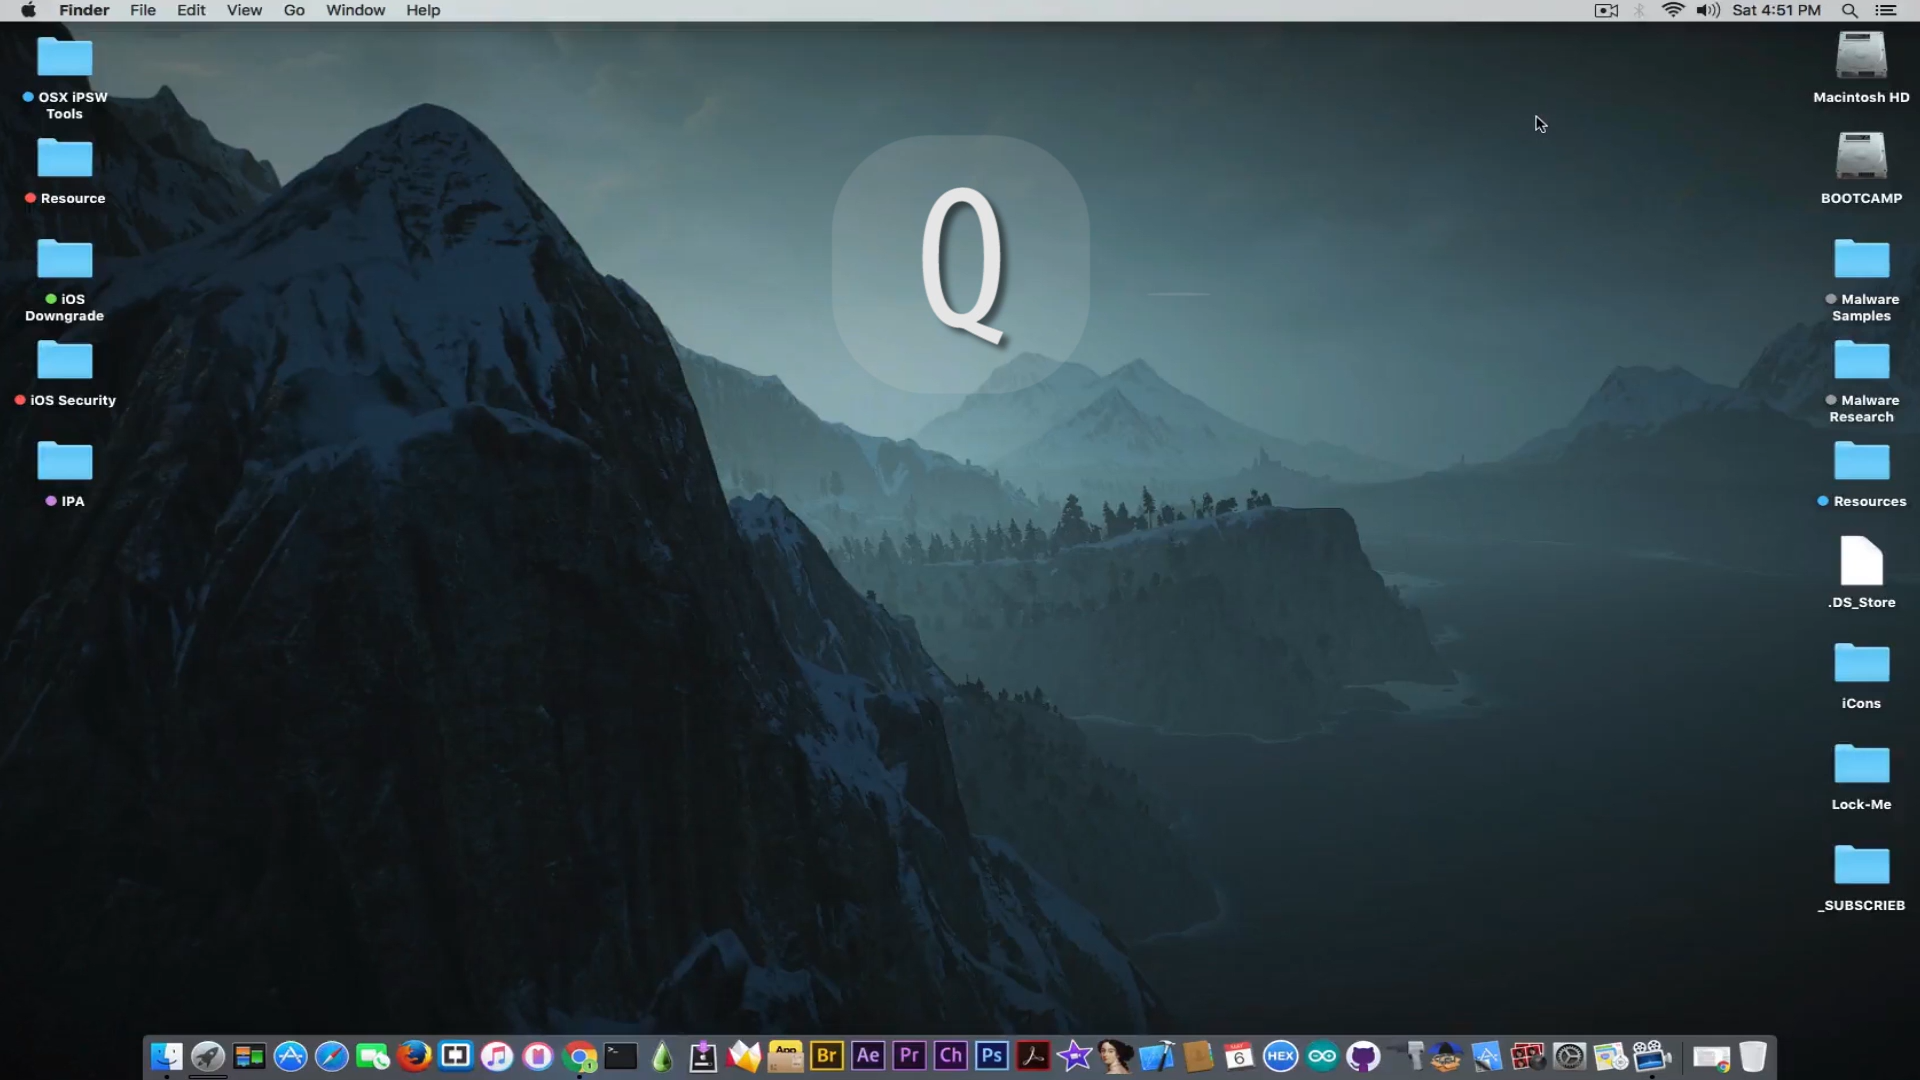 Finder File Edit View Go Window Help
Sat 4:51 PM
OSX iPSW
Tools
Resource
iOS
Downgrade
iOS Security
IPA
Q
Macintosh HD
BOOTCAMP
Malware
Samples
Malware
Research
Resources
.DS_Store
iCons
Lock-Me
_SUBSCRIEB
>_
App
Br
Ae
Pr
Ch
Ps
6
HEX